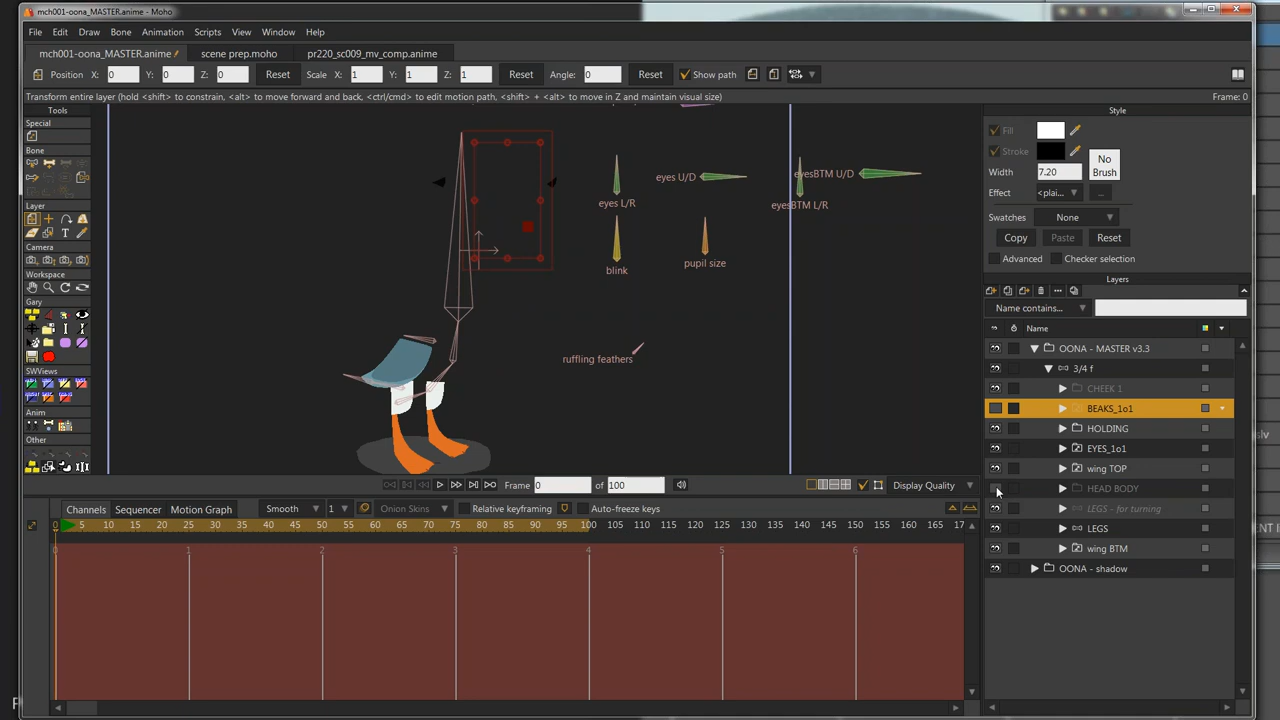 mch001-oona_MASTER.anime - Moho
File Edit Draw Bone Animation Scripts View Window Help
mch001-oona_MASTER.anime scene prep.moho pr220_sc009_mv_comp.anime
Position X: 0 Y: 0 Z: 0 Reset Scale X: 1 Y: 1 Z: 1 Reset Angle: 0 Reset Show path
Transform entire layer (hold <shift> to constrain, <alt> to move forward and back, <ctrl/cmd> to edit motion path, <shift> + <alt> to move in Z and maintain visual size) Frame: 0
Tools
Special
Bone
Layer
Camera
Workspace
Gary
SWViews
Anim
Other
eyes L/R
eyes U/D
eyesBTM U/D
eyesBTM L/R
blink
pupil size
ruffling feathers
Style
Fill
Stroke
No Brush
Width 7.20
Effect <plai...
Swatches None
Copy Paste Reset
Advanced Checker selection
Layers
Name contains...
Name
OONA - MASTER v3.3
3/4 f
CHEEK 1
BEAKS_1o1
HOLDING
EYES_1o1
wing TOP
HEAD BODY
LEGS - for turning
LEGS
wing BTM
OONA - shadow
Frame 0 of 100 Display Quality
Channels Sequencer Motion Graph Smooth 1 Onion Skins Relative keyframing Auto-freeze keys
0 5 10 15 20 25 30 35 40 45 50 55 60 65 70 75 80 85 90 95 100 105 110 115 120 125 130 135 140 145 150 155 160 165 17
0 1 2 3 4 5 6